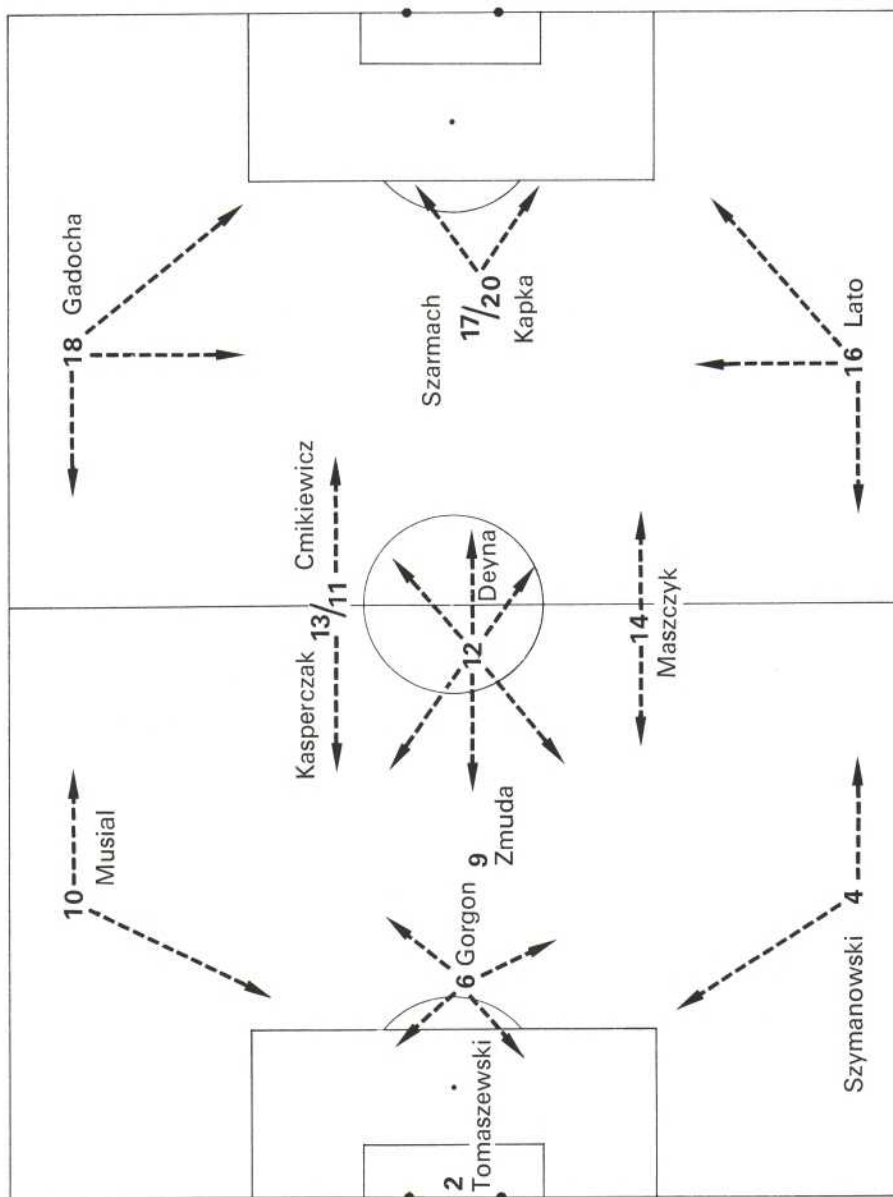 10
Musial
18 Gadocha
Kasperczak 13/11 Cmikiewicz
Szarmach
17/20
Kapka
2
Tomaszewski
6 Gorgon
9
Zmuda
12
Deyna
14
Maszczyk
Szymanowski 4
16 Lato